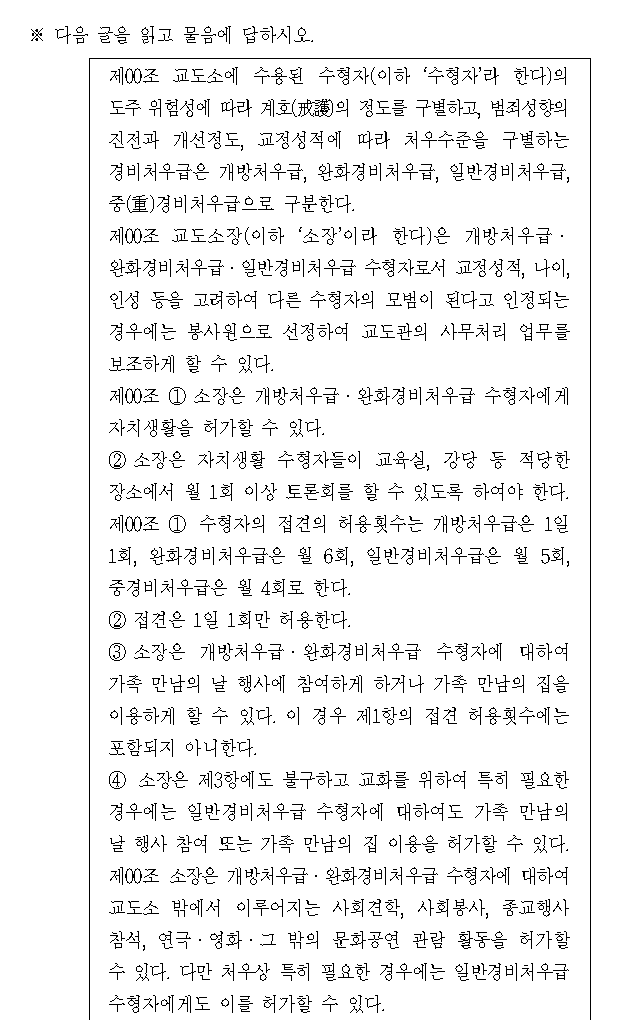 ※ 다음 글을 읽고 물음에 답하시오.
제00조 교도소에 수용된 수형자(이하 ‘수형자’라 한다)의
도주 위험성에 따라 계호(戒護)의 정도를 구별하고, 범죄성향의
진전과 개선정도, 교정성적에 따라 처우수준을 구별하는
경비처우급은 개방처우급, 완화경비처우급, 일반경비처우급,
중(重)경비처우급으로 구분한다.
제00조 교도소장(이하 ‘소장’이라 한다)은 개방처우급ㆍ
완화경비처우급ㆍ일반경비처우급 수형자로서 교정성적, 나이,
인성 등을 고려하여 다른 수형자의 모범이 된다고 인정되는
경우에는 봉사원으로 선정하여 교도관의 사무처리 업무를
보조하게 할 수 있다.
제00조 ① 소장은 개방처우급ㆍ완화경비처우급 수형자에게
자치생활을 허가할 수 있다.
② 소장은 자치생활 수형자들이 교육실, 강당 등 적당한
장소에서 월 1회 이상 토론회를 할 수 있도록 하여야 한다.
제00조 ① 수형자의 접견의 허용횟수는 개방처우급은 1일
1회, 완화경비처우급은 월 6회, 일반경비처우급은 월 5회,
중경비처우급은 월 4회로 한다.
② 접견은 1일 1회만 허용한다.
③ 소장은 개방처우급ㆍ완화경비처우급 수형자에 대하여
가족 만남의 날 행사에 참여하게 하거나 가족 만남의 집을
이용하게 할 수 있다. 이 경우 제1항의 접견 허용횟수에는
포함되지 아니한다.
④ 소장은 제3항에도 불구하고 교화를 위하여 특히 필요한
경우에는 일반경비처우급 수형자에 대하여도 가족 만남의
날 행사 참여 또는 가족 만남의 집 이용을 허가할 수 있다.
제00조 소장은 개방처우급ㆍ완화경비처우급 수형자에 대하여
교도소 밖에서 이루어지는 사회견학, 사회봉사, 종교행사
참석, 연극ㆍ영화ㆍ그 밖의 문화공연 관람 활동을 허가할
수 있다. 다만 처우상 특히 필요한 경우에는 일반경비처우급
수형자에게도 이를 허가할 수 있다.